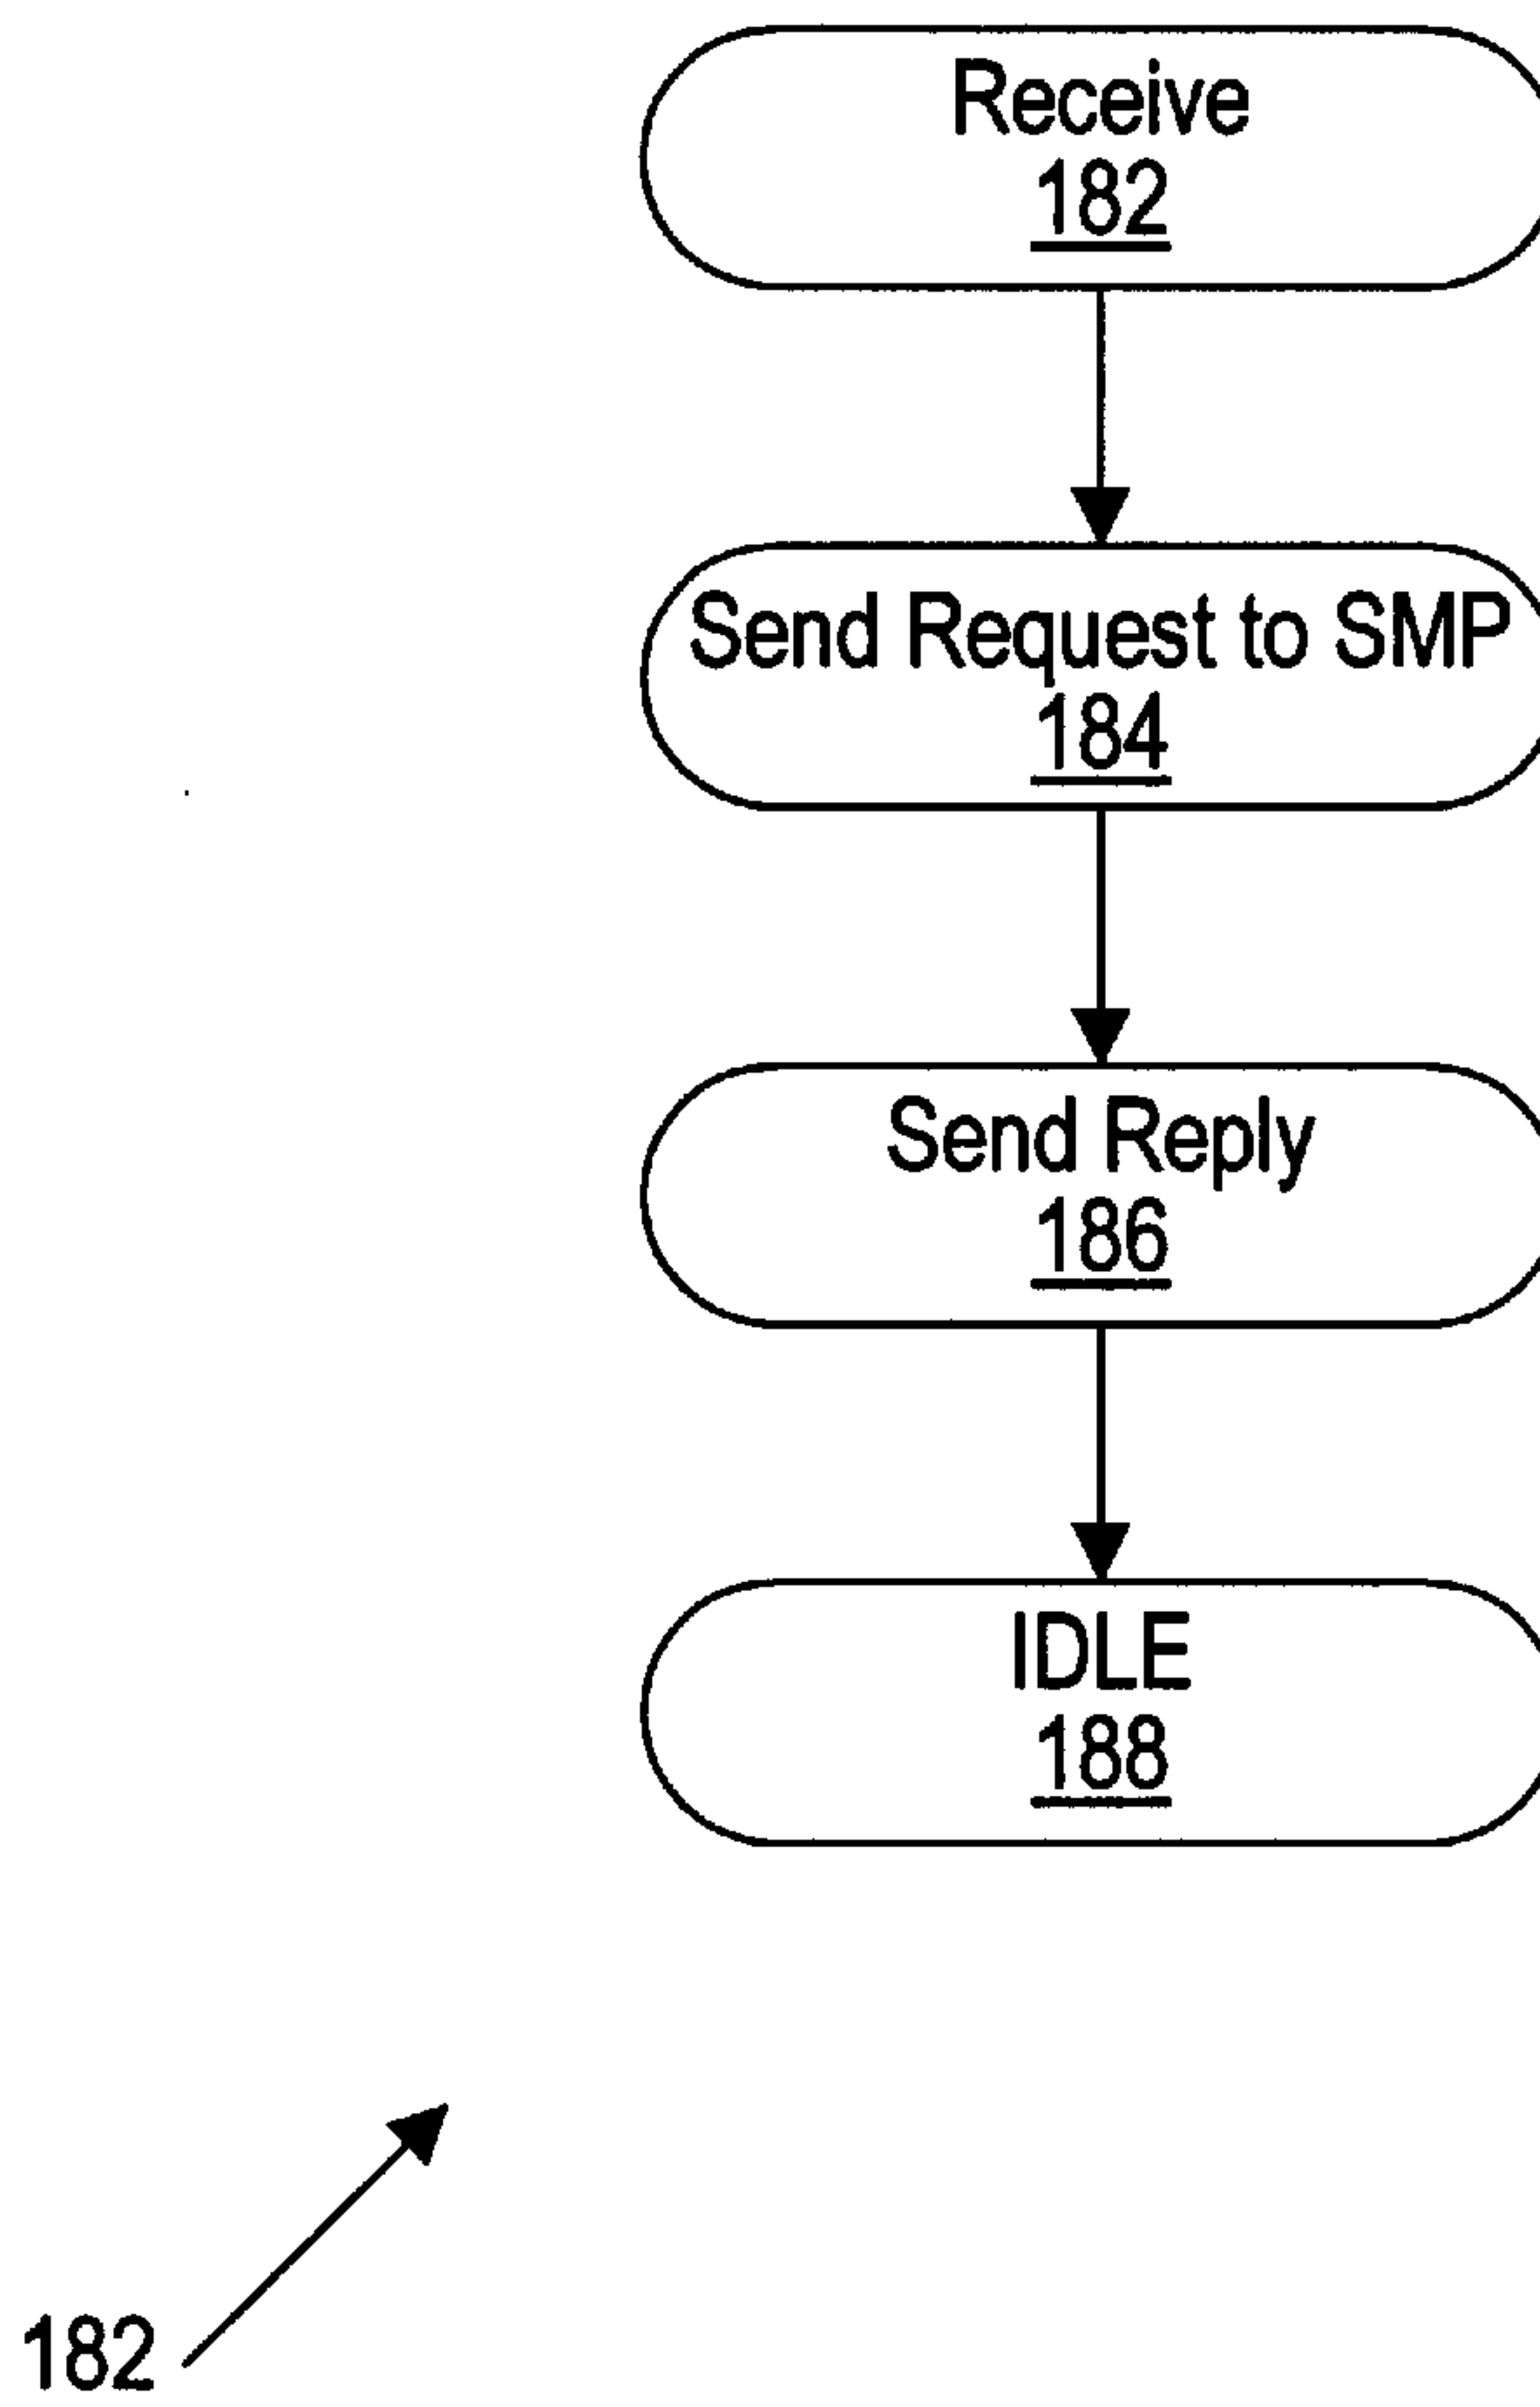 Receive
182
Send Request to SMP
184
Send Reply
186
IDLE
188
182